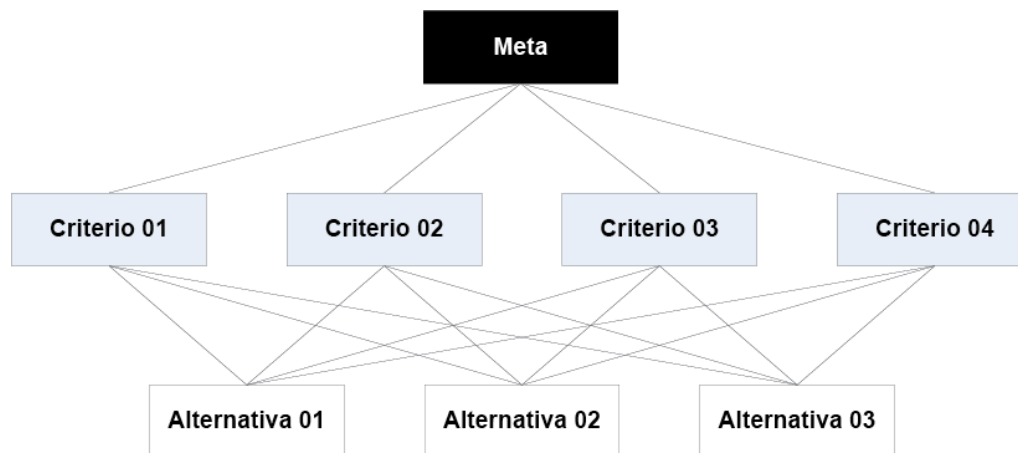 Meta
Criterio 01
Criterio 02
Criterio 03
Criterio 04
Alternativa 01
Alternativa 02
Alternativa 03